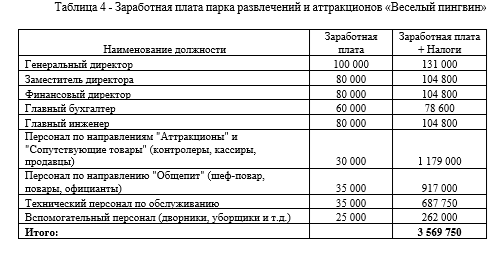 Таблица 4 - Заработная плата парка развлечений и аттракционов «Веселый пингвин»
Наименование должности Заработная плата Заработная плата + Налоги
Генеральный директор 100 000 131 000
Заместитель директора 80 000 104 800
Финансовый директор 80 000 104 800
Главный бухгалтер 60 000 78 600
Главный инженер 80 000 104 800
Персонал по направлениям "Аттракционы" и
"Сопутствующие товары" (контролеры, кассиры,
продавцы) 30 000 1 179 000
Персонал по направлению "Общепит" (шеф-повар,
повары, официанты) 35 000 917 000
Технический персонал по обслуживанию 35 000 687 750
Вспомогательный персонал (дворники, уборщики и т.д.) 25 000 262 000
Итого: 3 569 750